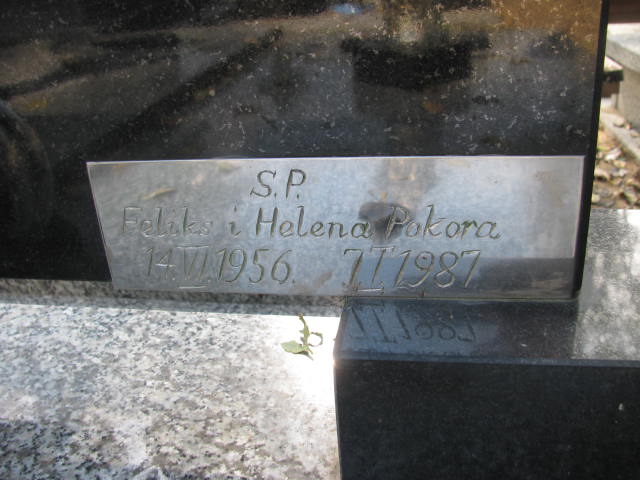 S.P.
Feliks i Helena Pokora
14.VI.1956. 7 I 1987.